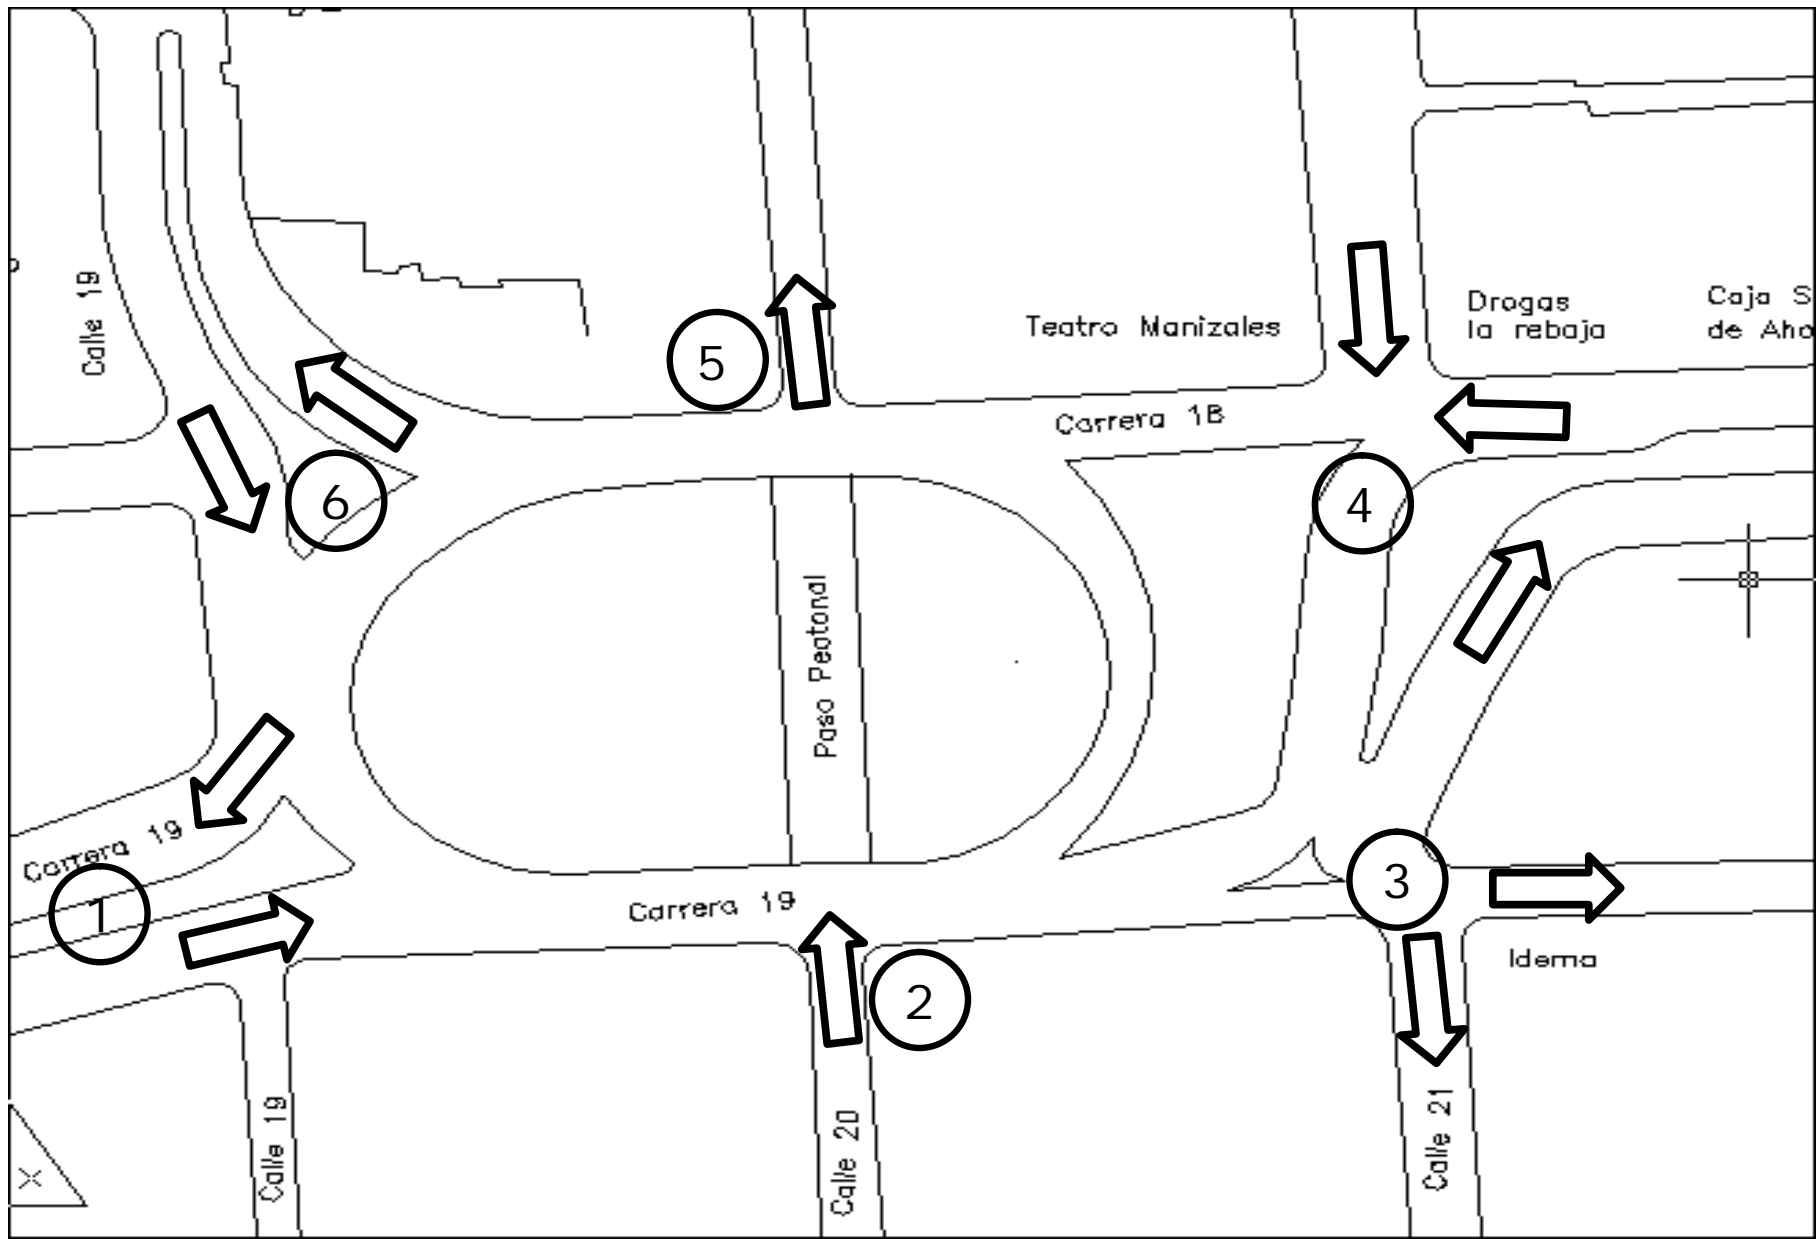 Calle 19
5
Teatro Manizales
Drogas
la rebaja
Caja S
de Aho
Carrera 18
6
4
Paso Peatonal
Carrera 19
1
Carrera 19
3
2
Idema
Calle 19
Calle 20
Calle 21